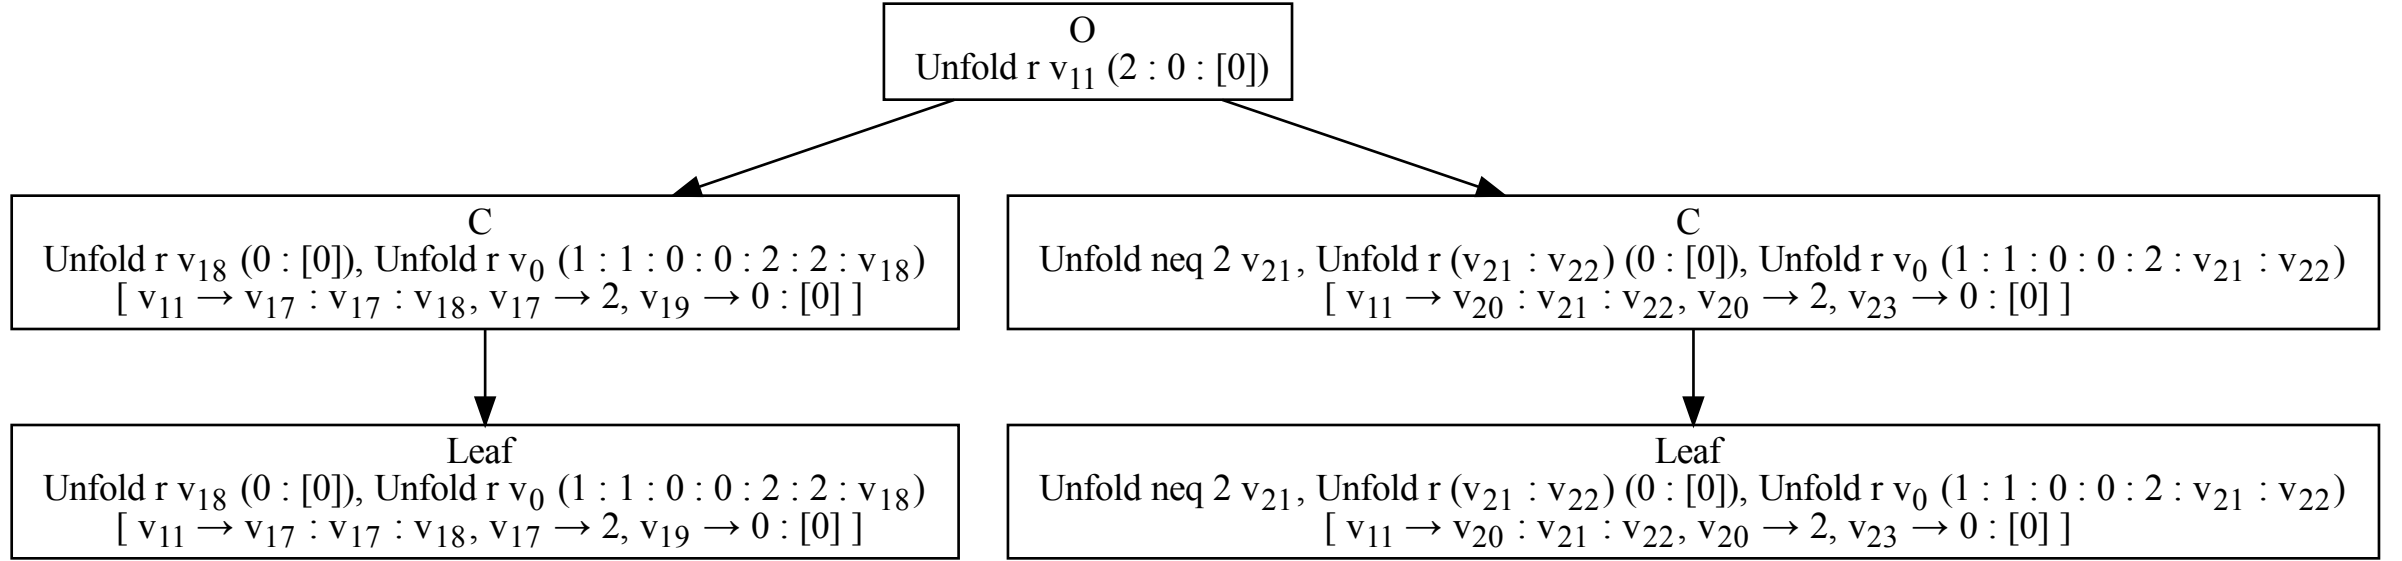 O
Unfold r v₁₁ (2 : 0 : [0])
C
Unfold r v₁₈ (0 : [0]), Unfold r v₀ (1 : 1 : 0 : 0 : 2 : 2 : v₁₈)
[ v₁₁ → v₁₇ : v₁₇ : v₁₈, v₁₇ → 2, v₁₉ → 0 : [0] ]
C
Unfold neq 2 v₂₁, Unfold r (v₂₁ : v₂₂) (0 : [0]), Unfold r v₀ (1 : 1 : 0 : 0 : 2 : v₂₁ : v₂₂)
[ v₁₁ → v₂₀ : v₂₁ : v₂₂, v₂₀ → 2, v₂₃ → 0 : [0] ]
Leaf
Unfold r v₁₈ (0 : [0]), Unfold r v₀ (1 : 1 : 0 : 0 : 2 : 2 : v₁₈)
[ v₁₁ → v₁₇ : v₁₇ : v₁₈, v₁₇ → 2, v₁₉ → 0 : [0] ]
Leaf
Unfold neq 2 v₂₁, Unfold r (v₂₁ : v₂₂) (0 : [0]), Unfold r v₀ (1 : 1 : 0 : 0 : 2 : v₂₁ : v₂₂)
[ v₁₁ → v₂₀ : v₂₁ : v₂₂, v₂₀ → 2, v₂₃ → 0 : [0] ]